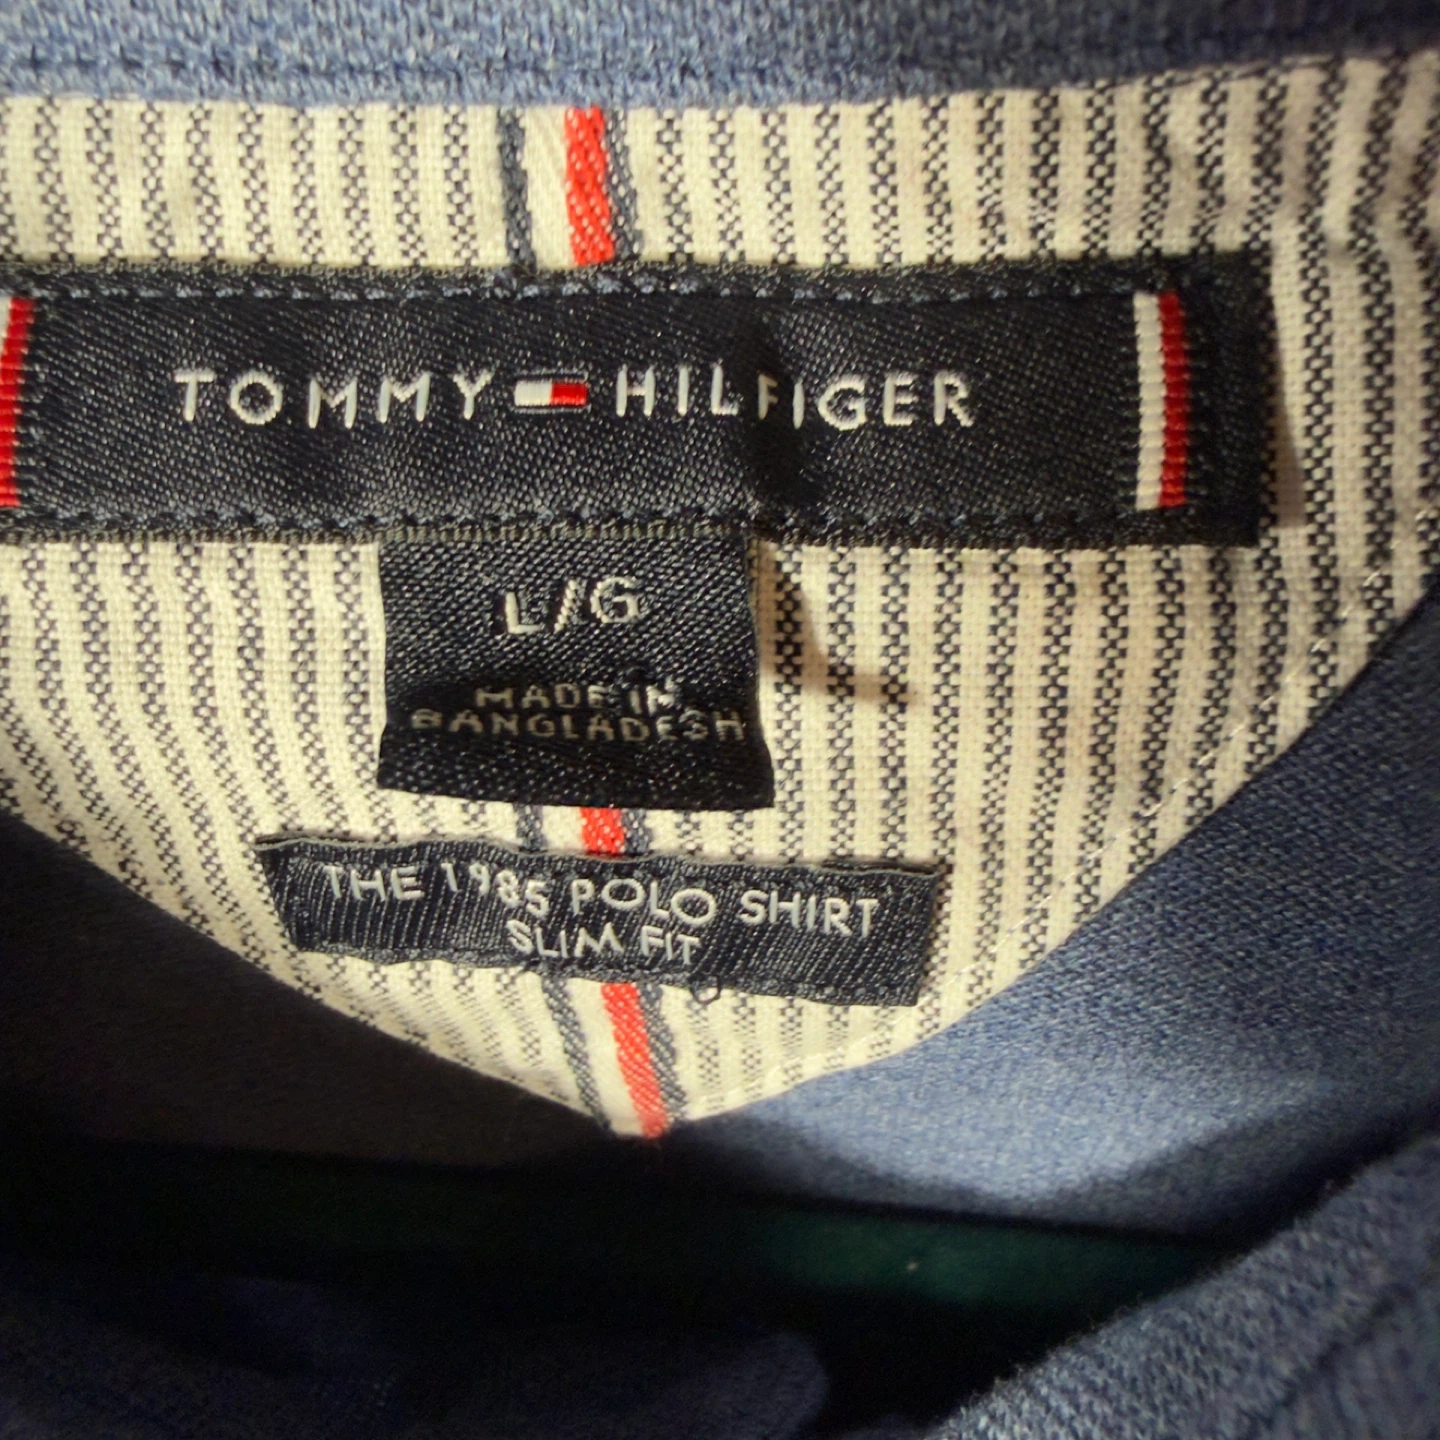 TOMMY HILFIGER
L/G
MADE IN
BANGLADESH
THE 1985 POLO SHIRT
SLIM FIT